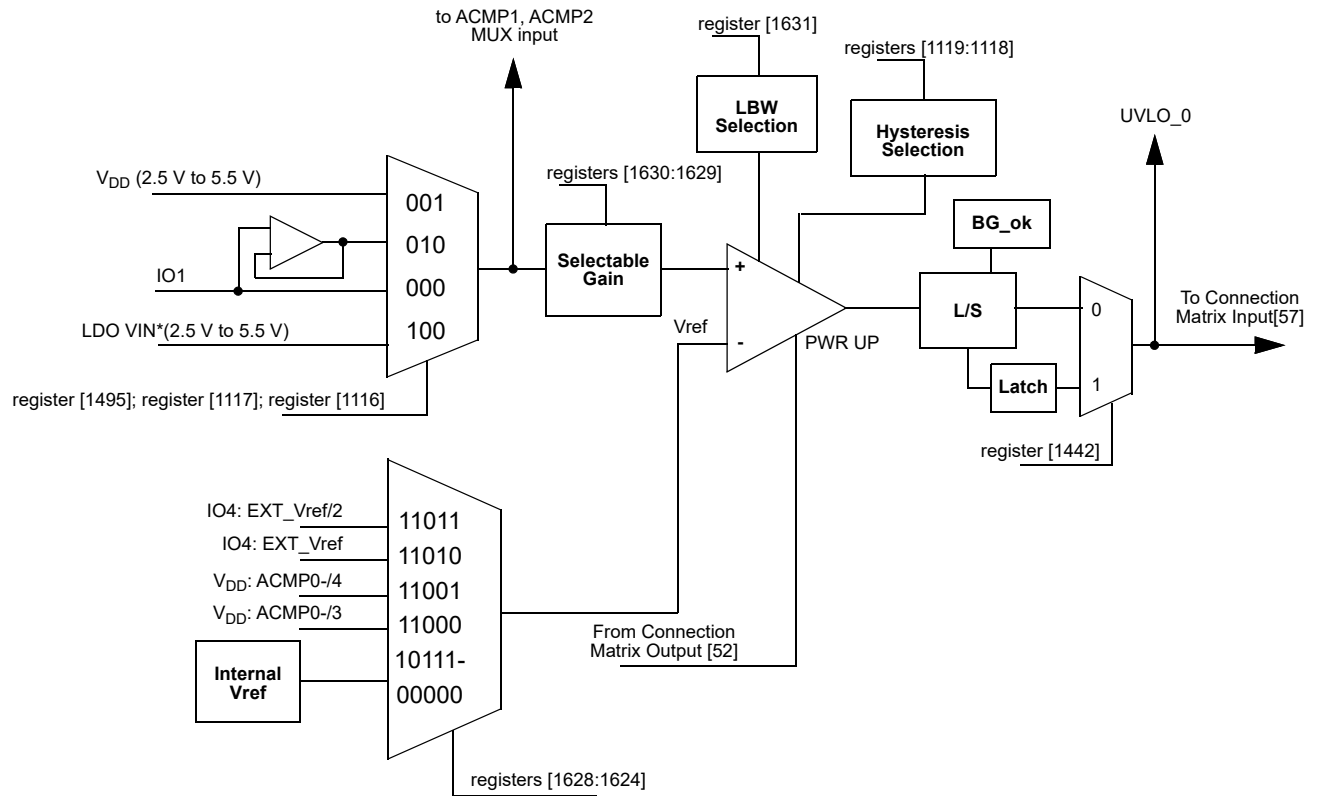 to ACMP1, ACMP2
MUX input
register [1631]
registers [1119:1118]
LBW
Selection
Hysteresis
Selection
UVLO_0
VDD (2.5 V to 5.5 V)
registers [1630:1629]
001
010
BG_ok
Selectable
Gain
+
IO1
000
L/S
0
To Connection
Matrix Input[57]
LDO VIN*(2.5 V to 5.5 V)
100
Vref
-
PWR UP
Latch
1
register [1495]; register [1117]; register [1116]
register [1442]
IO4: EXT_Vref/2
11011
IO4: EXT_Vref
11010
VDD: ACMP0-/4
11001
VDD: ACMP0-/3
11000
From Connection
Matrix Output [52]
10111-
00000
Internal
Vref
registers [1628:1624]